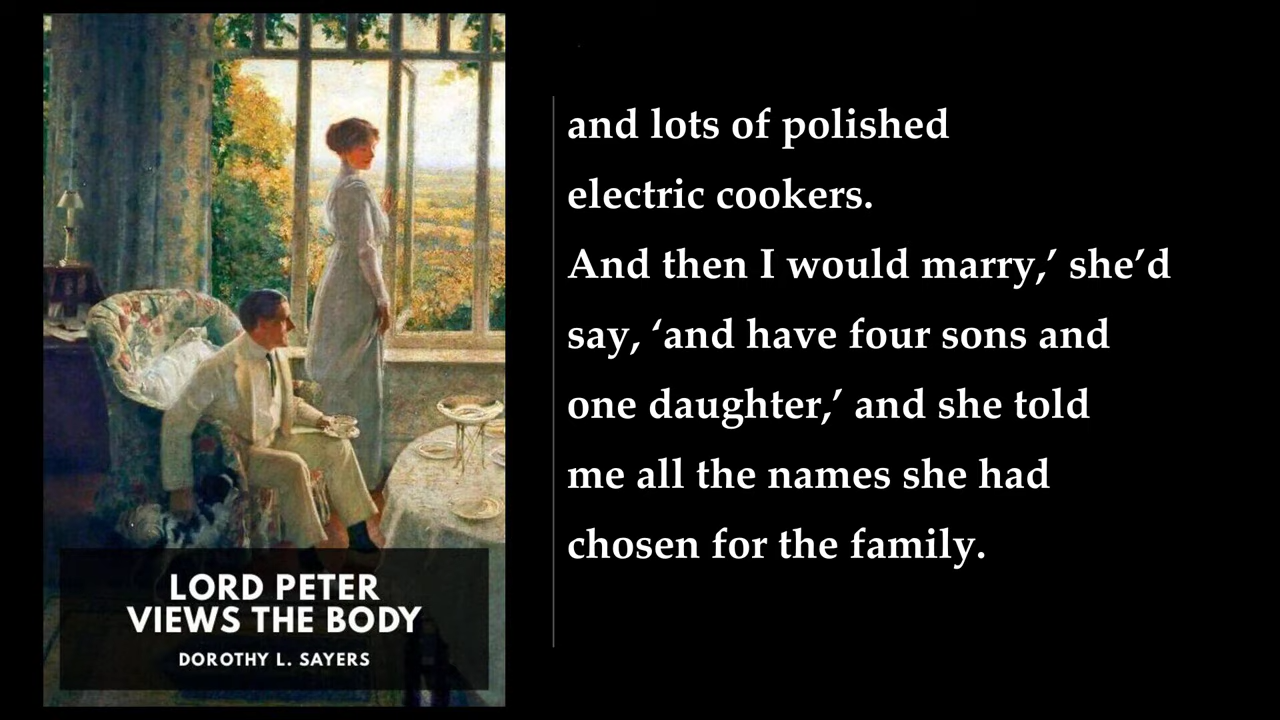 LORD PETER
VIEWS THE BODY
DOROTHY L. SAYERS
and lots of polished
electric cookers.
And then I would marry,’ she’d
say, ‘and have four sons and
one daughter,’ and she told
me all the names she had
chosen for the family.